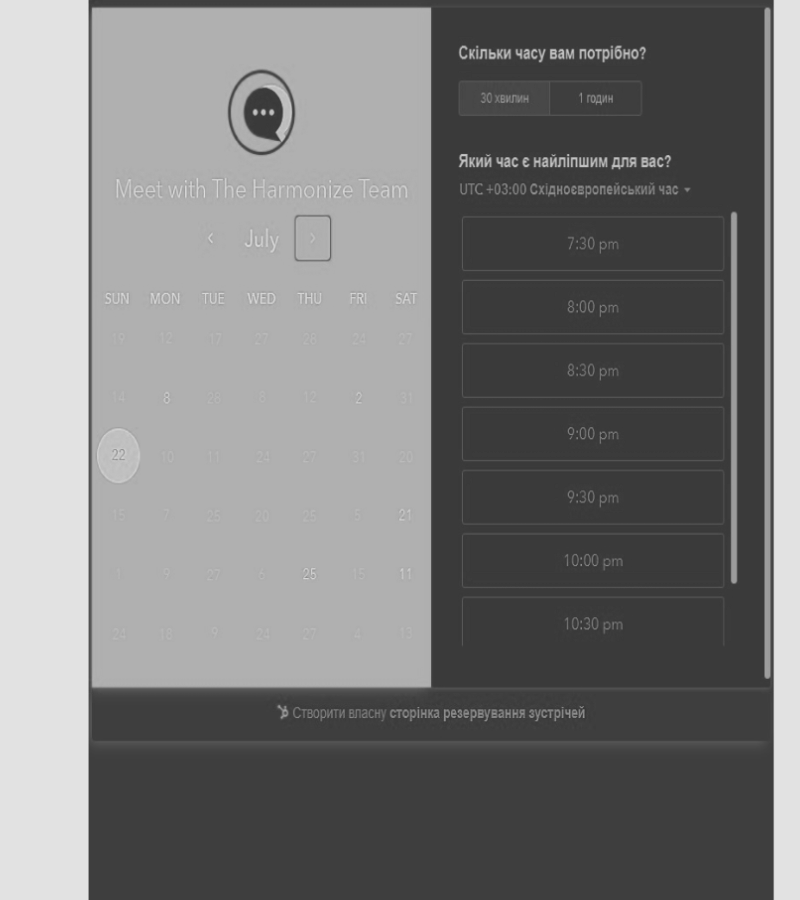 Meet with The Harmonize Team
July
SUN MON TUE WED THU FRI SAT
19 12 17 27 28 24 27
14 8 28 6 12 2 31
22 10 11 24 27 31 20
15 7 25 20 25 5 21
1 9 27 6 25 15 11
24 18 9 24 27 4 13
Скільки часу вам потрібно?
30 хвилин 1 годин
Який час є найліпшим для вас?
UTC +03:00 Східноєвропейський час
7:30 pm
8:00 pm
8:30 pm
9:00 pm
9:30 pm
10:00 pm
10:30 pm
Створити власну сторінка резервування зустрічей